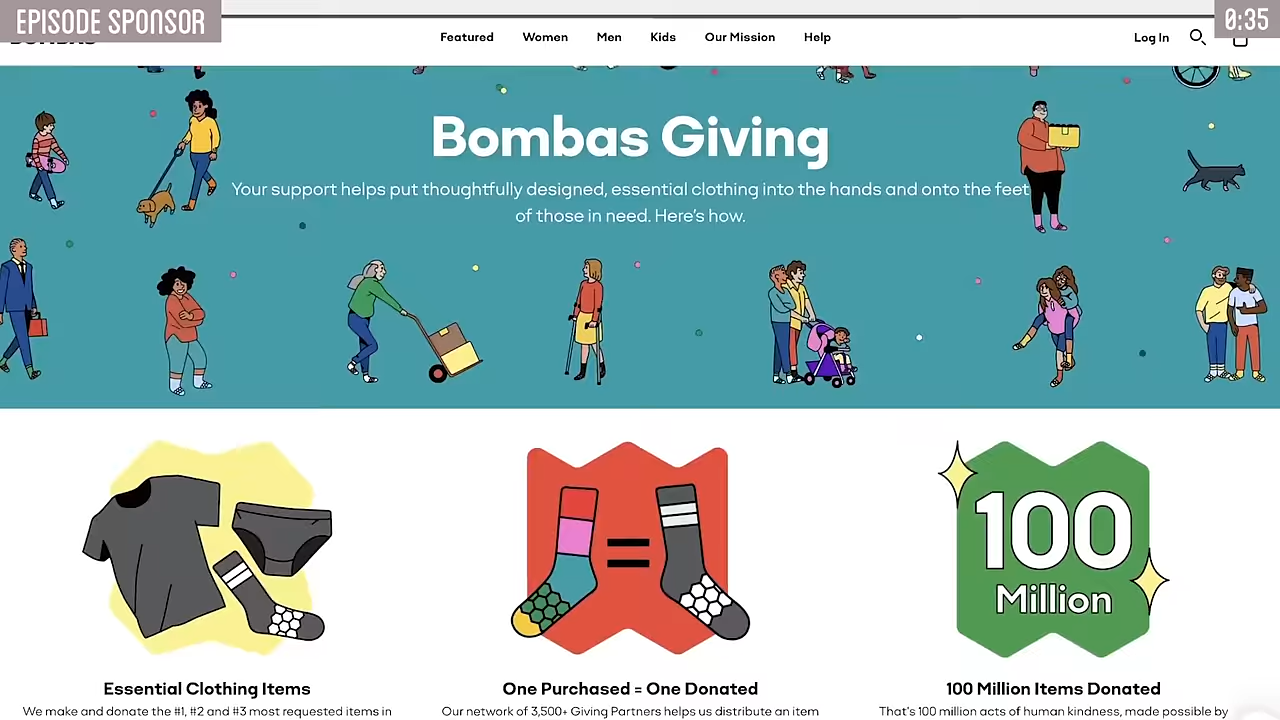 EPISODE SPONSOR
0:35
Featured
Women
Men
Kids
Our Mission
Help
Log In
Bombas Giving
Your support helps put thoughtfully designed, essential clothing into the hands and onto the feet
of those in need. Here's how.
100
Million
Essential Clothing Items
We make and donate the #1, #2 and #3 most requested items in
One Purchased = One Donated
Our network of 3,500+ Giving Partners helps us distribute an item
100 Million Items Donated
That's 100 million acts of human kindness, made possible by